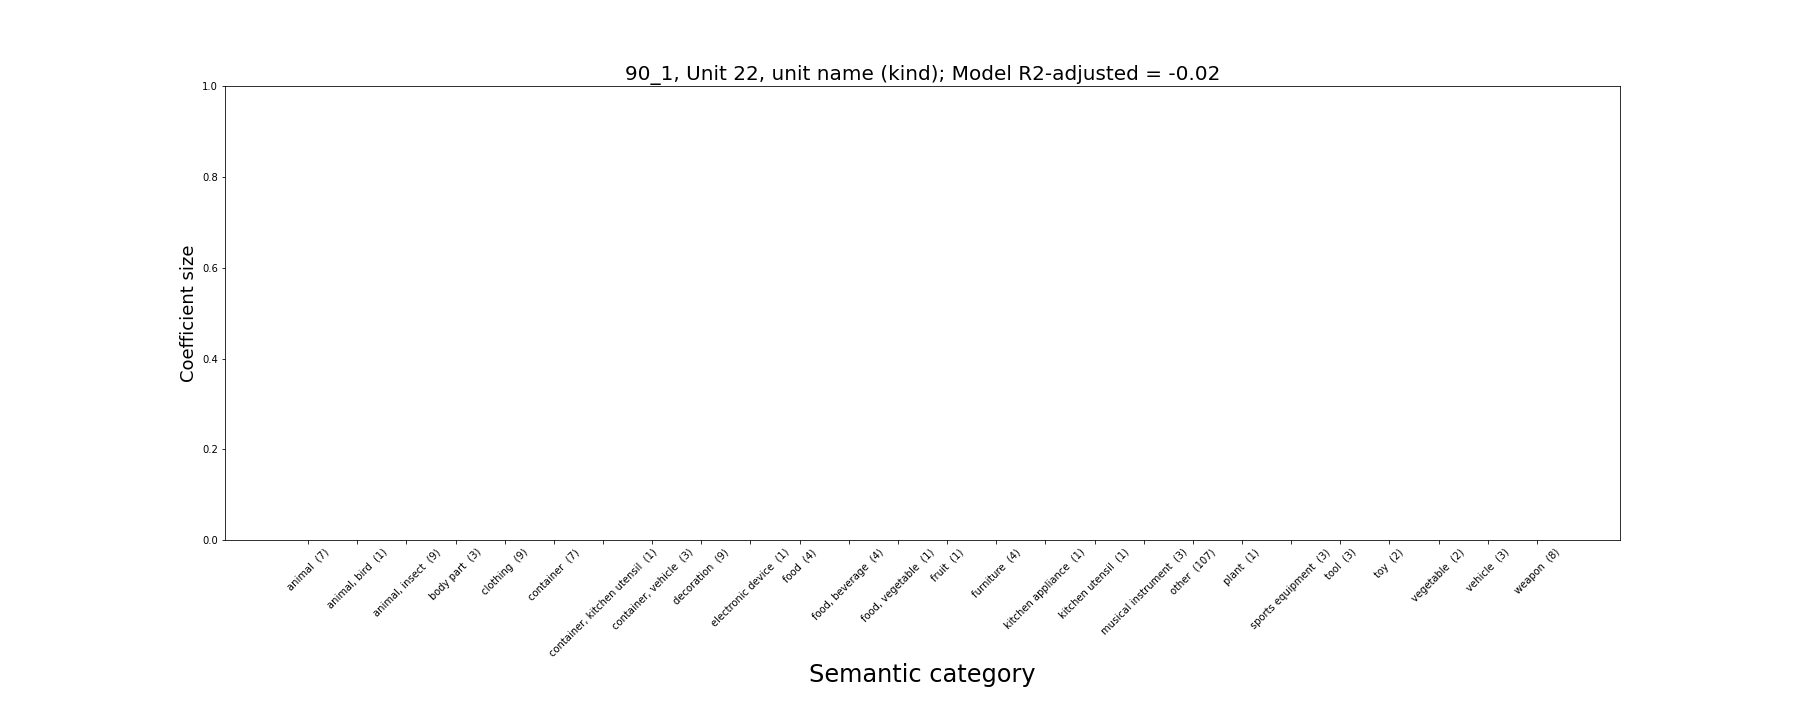 90_1, Unit 22, unit name (kind); Model R2-adjusted = -0.02
Coefficient size
1.0
0.8
0.6
0.4
0.2
0.0
animal (7)
animal, bird (1)
animal, insect (9)
body part (3)
clothing (9)
container (7)
container, kitchen utensil (1)
container, vehicle (3)
decoration (9)
electronic device (1)
food (4)
food, beverage (4)
food, vegetable (1)
fruit (1)
furniture (4)
kitchen appliance (1)
kitchen utensil (1)
musical instrument (3)
other (107)
plant (1)
sports equipment (3)
tool (3)
toy (2)
vegetable (2)
vehicle (3)
weapon (8)
Semantic category